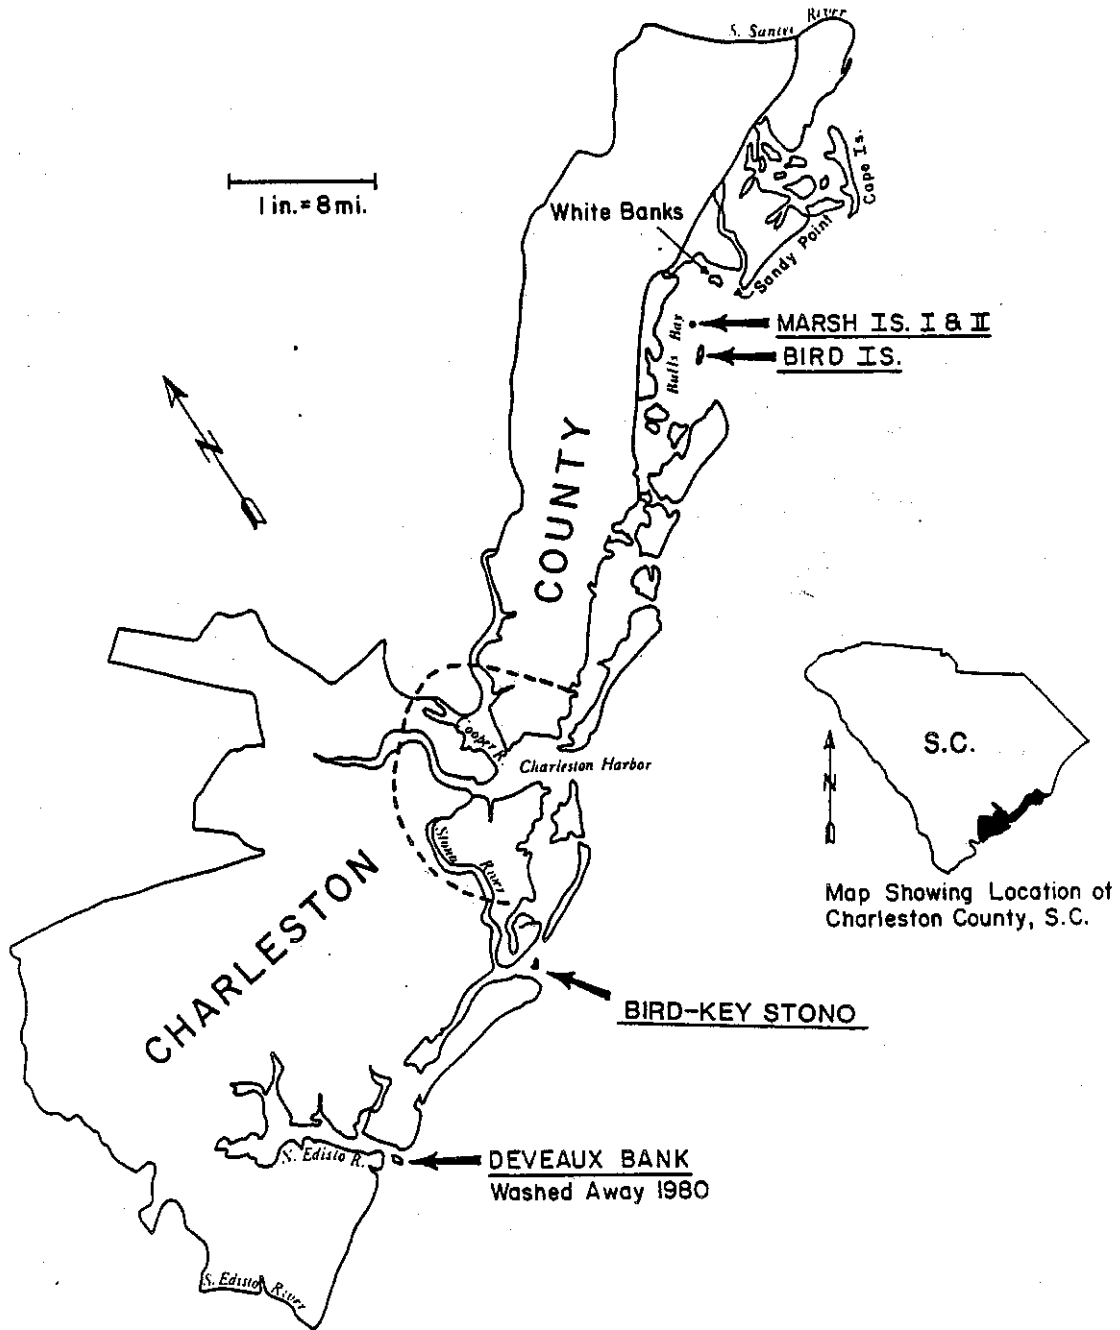 S. Santee River
1 in. = 8 mi.
Cape Is.
White Banks
Sandy Point
MARSH IS. I & II
Bulls Bay
BIRD IS.
N
COUNTY
S.C.
Cooper R.
Charleston Harbor
N
Stono River
CHARLESTON
Map Showing Location of
Charleston County, S.C.
BIRD-KEY STONO
S. Edisto R.
DEVEAUX BANK
Washed Away 1980
S. Edisto River